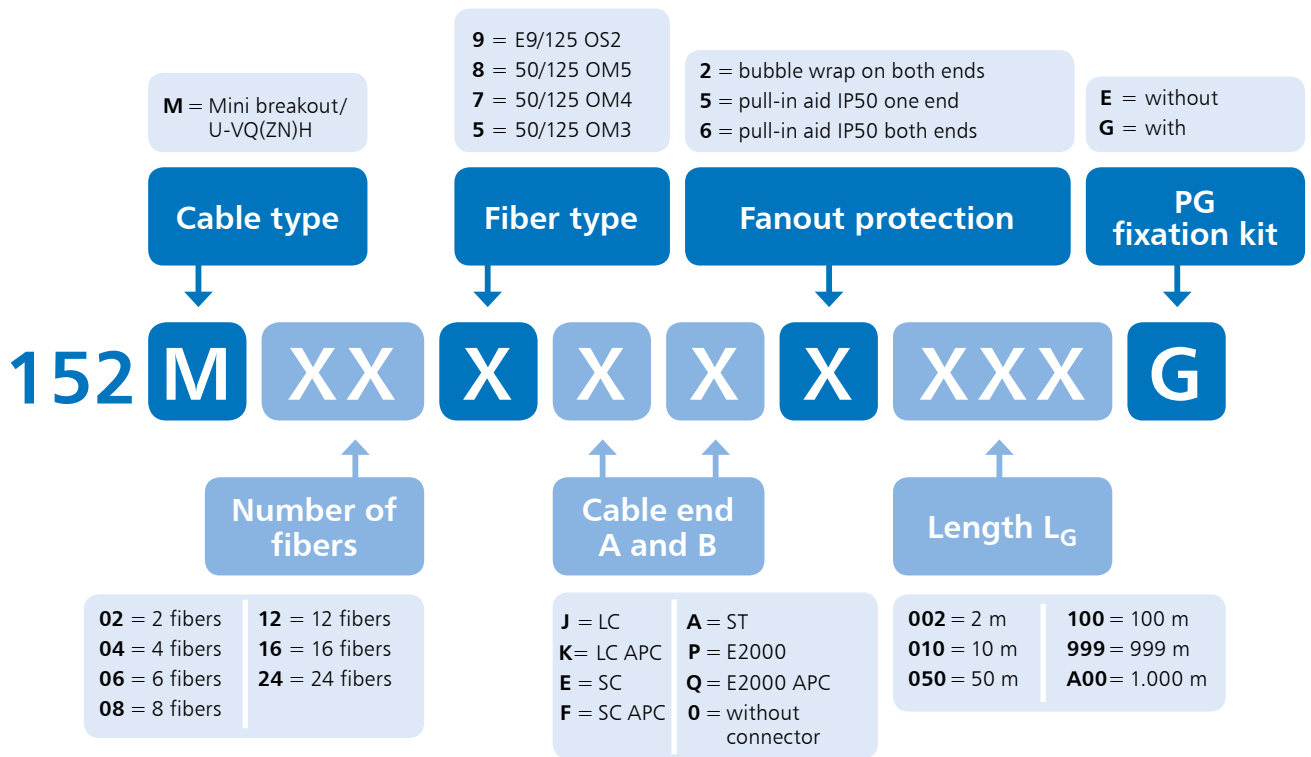 9 = E9/125 OS2
8 = 50/125 OM5
7 = 50/125 OM4
5 = 50/125 OM3
M = Mini breakout/
U-VQ(ZN)H
2 = bubble wrap on both ends
5 = pull-in aid IP50 one end
6 = pull-in aid IP50 both ends
E = without
G = with
Cable type
Fiber type
Fanout protection
PG
fixation kit
152 M XX X X X X XXX G
Number of
fibers
Cable end
A and B
Length LG
02 = 2 fibers
04 = 4 fibers
06 = 6 fibers
08 = 8 fibers
12 = 12 fibers
16 = 16 fibers
24 = 24 fibers
J = LC
K= LC APC
E = SC
F = SC APC
A = ST
P = E2000
Q = E2000 APC
0 = without
connector
002 = 2 m
010 = 10 m
050 = 50 m
100 = 100 m
999 = 999 m
A00 = 1.000 m